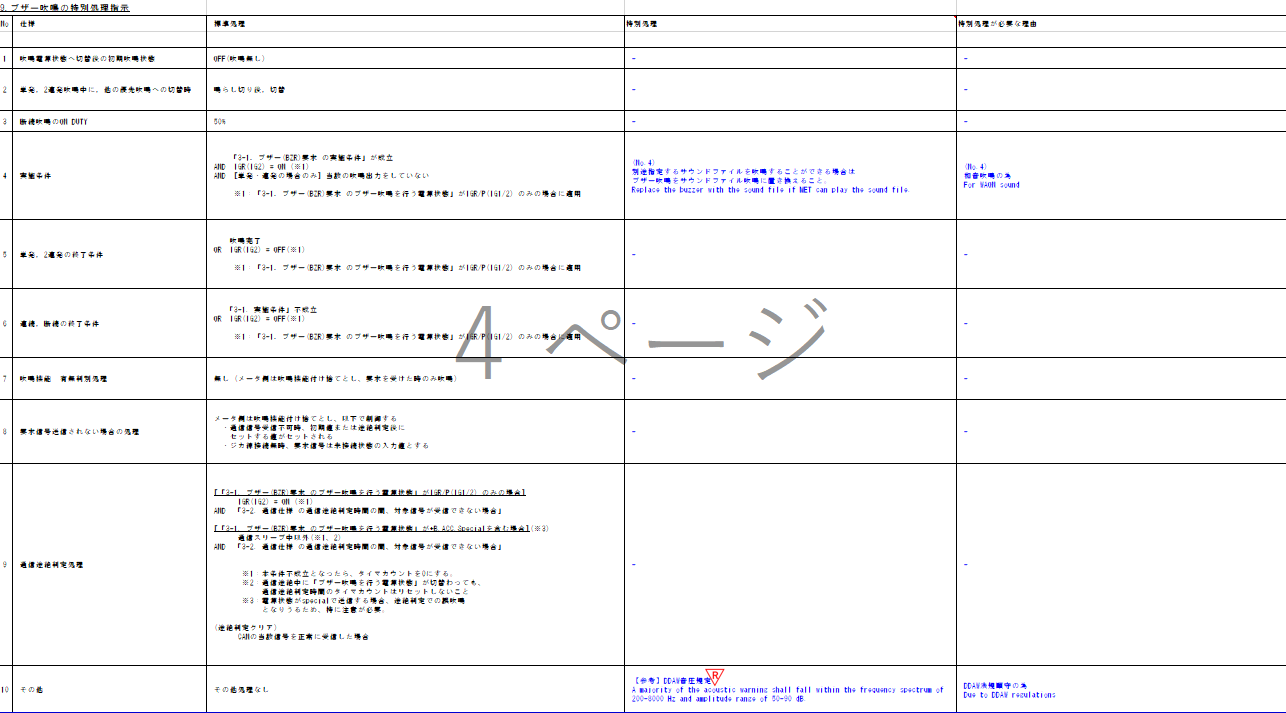 9. ブザー吹鳴の特別処理指示
No 仕様 標準処理 特別処理 特別処理が必要な理由
1 吹鳴電源状態へ切替後の初期吹鳴状態 OFF(吹鳴無し) - -
2 単発，2連発吹鳴中に，他の優先吹鳴への切替時 鳴らし切り後，切替 - -
3 断続吹鳴のON DUTY 50% - -
4 実施条件
『3-1. ブザー(BZR)要求 の実施条件』が成立
AND IGR(IG2) = ON (※1)
AND [単発・連発の場合のみ] 当該の吹鳴出力をしていない
※1 『3-1. ブザー(BZR)要求 のブザー吹鳴を行う電源状態』がIGR/P(IG1/2) のみの場合に適用
(No.4)
別途指定するサウンドファイルを吹鳴することができる場合は
ブザー吹鳴をサウンドファイル吹鳴に置き換えること。
Replace the buzzer with the sound file if MET can play the sound file.
(No.4)
和音吹鳴の為
For WAON sound
5 単発，2連発の終了条件
吹鳴完了
OR IGR(IG2) = OFF(※1)
※1 『3-1. ブザー(BZR)要求 のブザー吹鳴を行う電源状態』がIGR/P(IG1/2) のみの場合に適用
- -
6 連続，断続の終了条件
『3-1. 実施条件』不成立
OR IGR(IG2) = OFF(※1)
※1 『3-1. ブザー(BZR)要求 のブザー吹鳴を行う電源状態』がIGR/P(IG1/2) のみの場合に適用
- -
4 ページ
7 吹鳴機能 有無判別処理 無し (メータ側は吹鳴機能付け捨てとし、要求を受けた時のみ吹鳴) - -
8 要求信号送信されない場合の処理
メータ側は吹鳴機能付け捨てとし、以下で制御する
・通信信号受信不可時、初期値または途絶判定後に
セットする値がセットされる
・ジカ線接続無時、要求信号は未接続状態の入力値とする
- -
9 通信途絶判定処理
[『3-1. ブザー(BZR)要求 のブザー吹鳴を行う電源状態』がIGR/P(IG1/2) のみの場合]
IGR(IG2) = ON (※1)
AND 『3-2. 通信仕様 の通信途絶判定時間の間、対象信号が受信できない場合』
[『3-1. ブザー(BZR)要求 のブザー吹鳴を行う電源状態』が+B,ACC,Specialを含む場合](※3)
通信スリープ中以外(※1、2)
AND 『3-2. 通信仕様 の通信途絶判定時間の間、対象信号が受信できない場合』
※1 本条件不成立となったら、タイマカウントを0にする。
※2 通信途絶中に『ブザー吹鳴を行う電源状態』が切替わっても、
通信途絶判定時間のタイマカウントはリセットしないこと
※3 電源状態がspecialで送信する場合、途絶判定での誤吹鳴
となりうるため、特に注意が必要。
(途絶判定クリア)
CANの当該信号を正常に受信した場合
- -
10 その他 その他処理なし
【参考】DDAW音圧規定
R
A majority of the acoustic warning shall fall within the frequency spectrum of
200-8000 Hz and amplitude range of 50-90 dB.
DDAW法規順守の為
Due to DDAW regulations